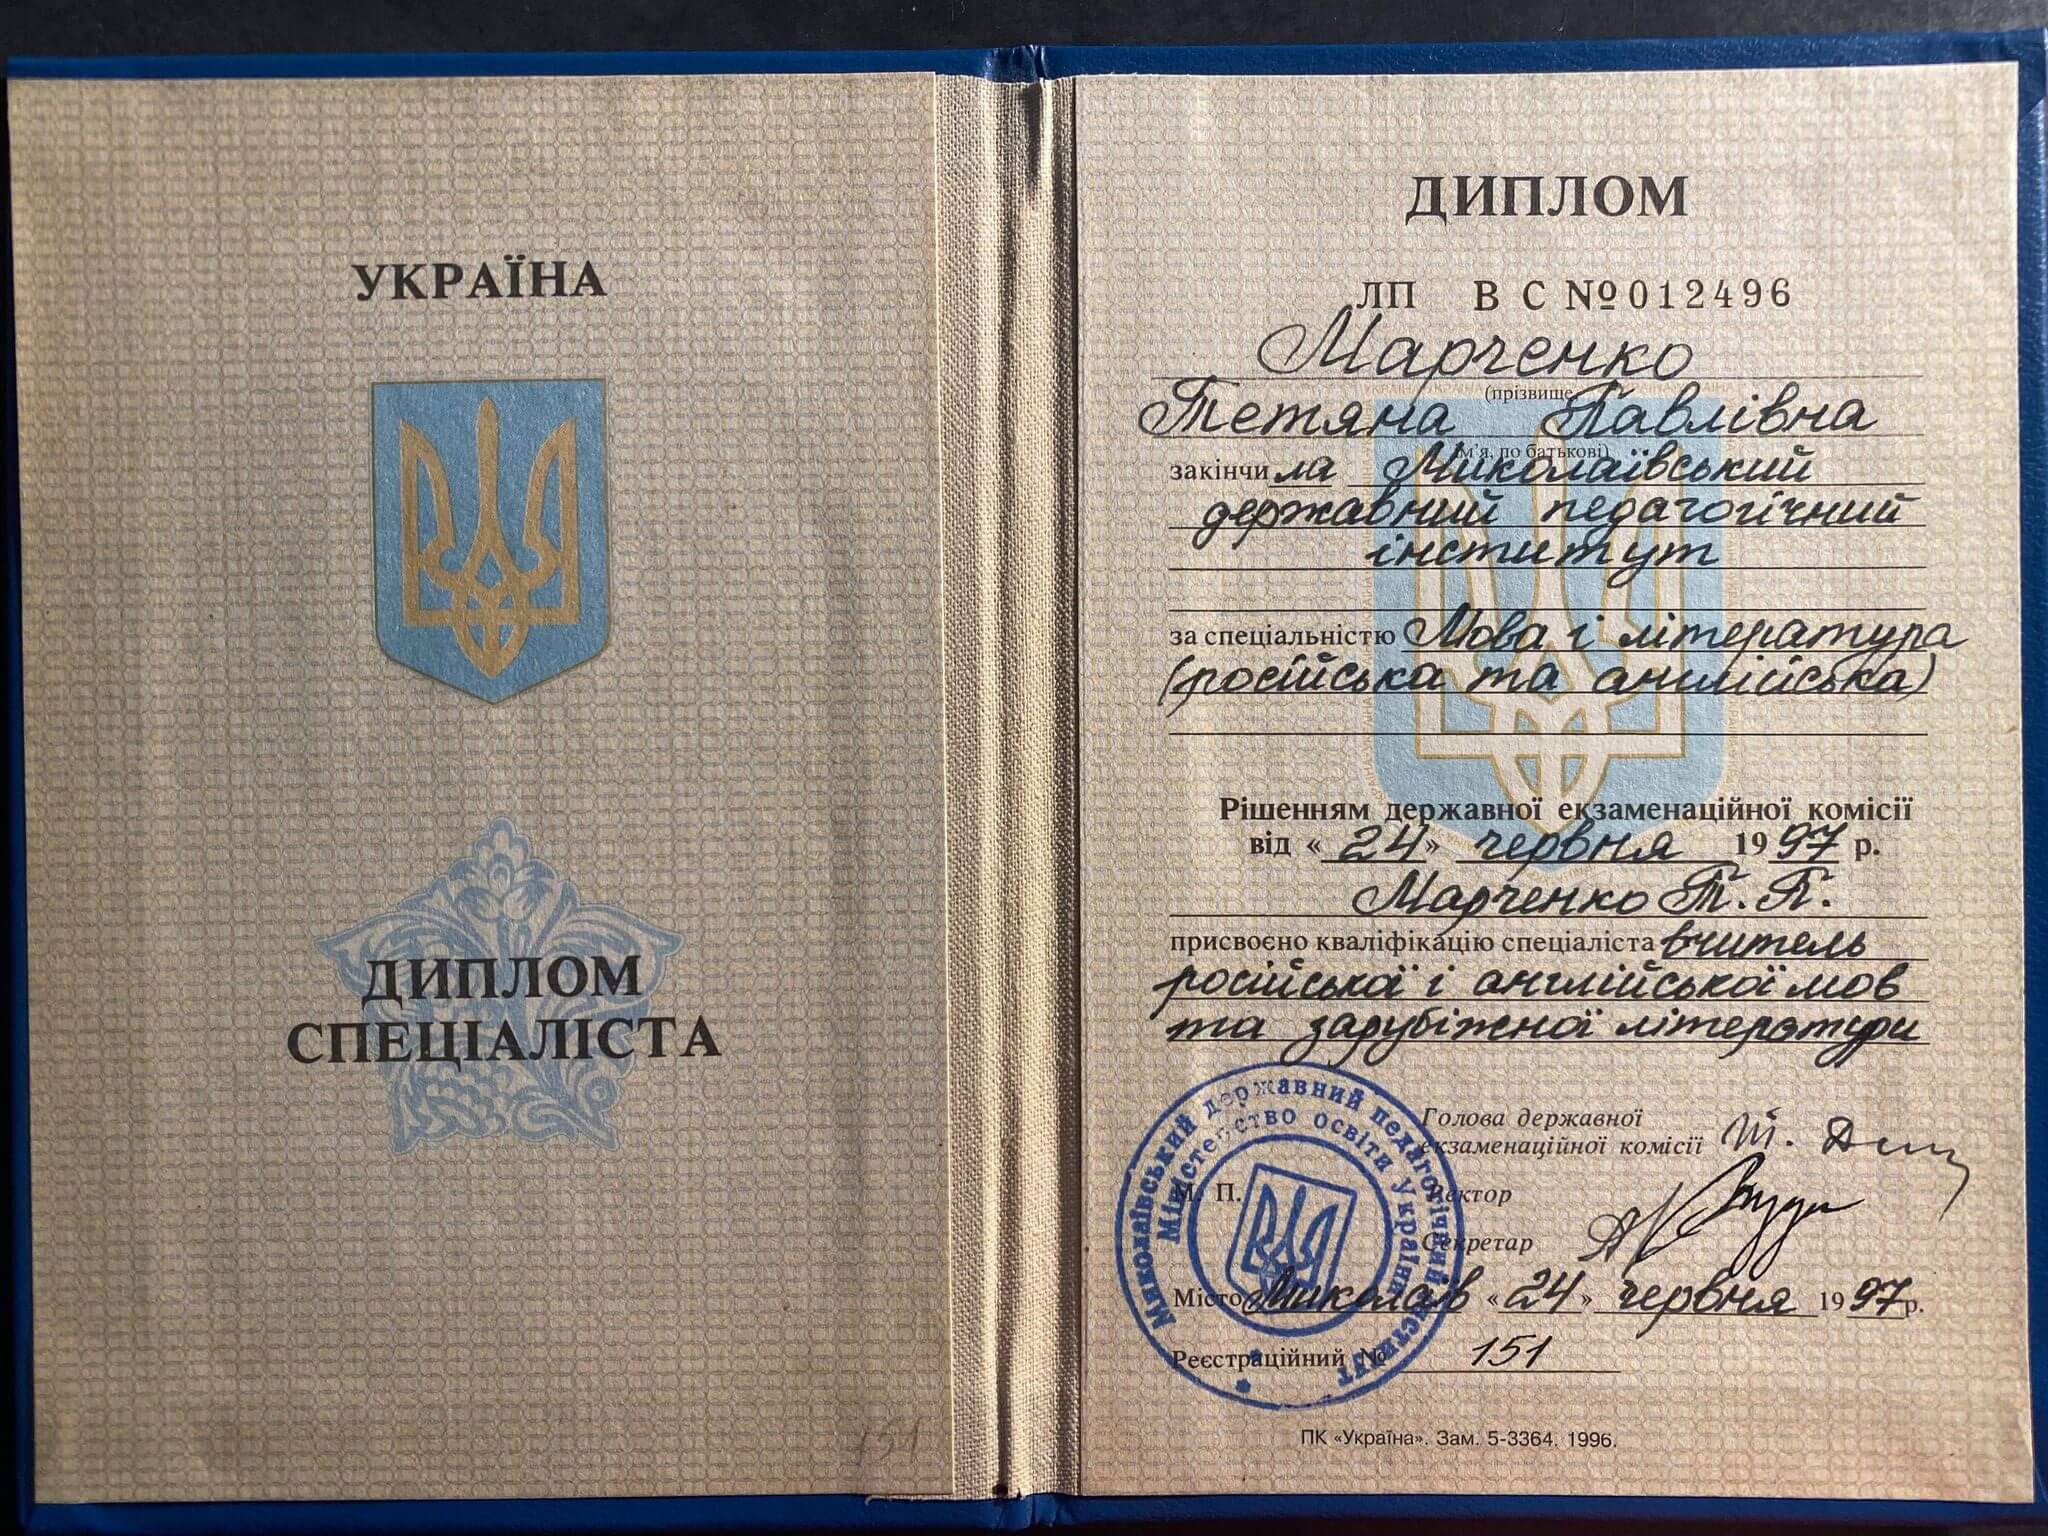 УКРАЇНА
ДИПЛОМ
СПЕЦІАЛІСТА
151
ДИПЛОМ
ЛП В С №012496
Марченко
(прізвище,
Тетяна Павлівна
ім'я, по батькові)
закінчила Миколаївський
державний педагогічний
інститут
за спеціальністю Мова і література
(російська та англійська)
Рішенням державної екзаменаційної комісії
від «24» червня 1997 р.
Марченко Т. П.
присвоєно кваліфікацію спеціаліста вчитель
російської і англійської мов
та зарубіжної літератури
Голова державної
екзаменаційної комісії
М. П. Ректор
Секретар
Місто Миколаїв «24» червня 1997р.
Реєстраційний № 151
Миколаївський державний педагогічний інститут
Міністерство освіти України
ПК «Україна». Зам. 5-3364. 1996.